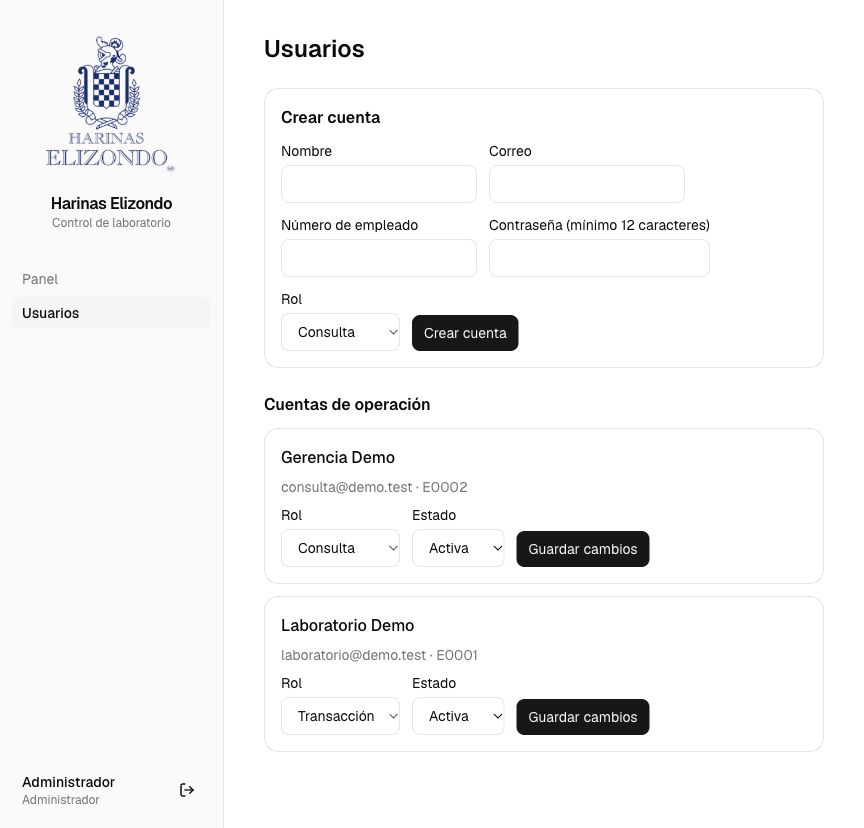 HARINAS
ELIZONDO
Harinas Elizondo
Control de laboratorio
Panel
Usuarios
Administrador
Administrador
Usuarios
Crear cuenta
Nombre
Correo
Número de empleado
Contraseña (mínimo 12 caracteres)
Rol
Consulta
Crear cuenta
Cuentas de operación
Gerencia Demo
consulta@demo.test · E0002
Rol
Estado
Consulta
Activa
Guardar cambios
Laboratorio Demo
laboratorio@demo.test · E0001
Rol
Estado
Transacción
Activa
Guardar cambios